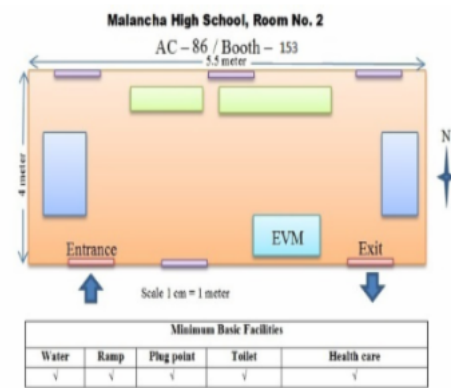 Malancha High School, Room No. 2
AC – 86 / Booth – 153
5.5 meter
4 meter
N
EVM
Entrance
Exit
Scale 1 cm = 1 meter
Minimum Basic Facilities
Water Ramp Plug point Toilet Health care
√ √ √ √ √